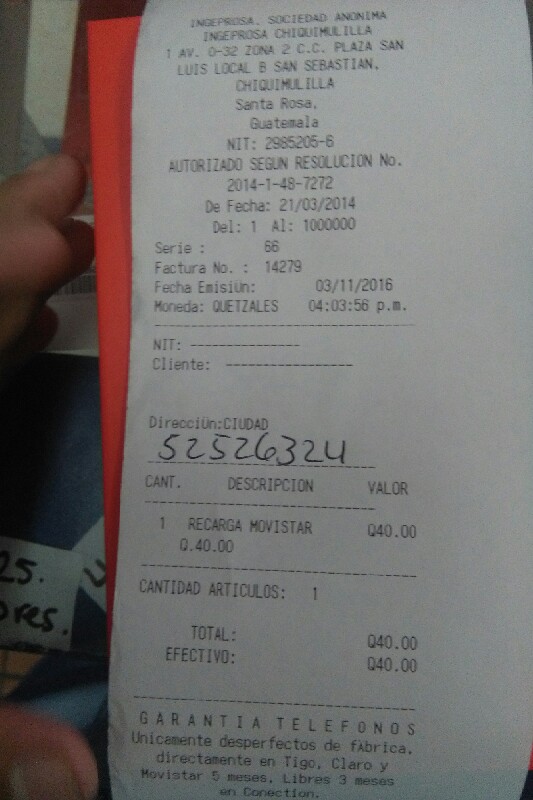 INGEPROSA, SOCIEDAD ANONIMA
INGEPROSA CHIQUIMULILLA
1 AV. 0-32 ZONA 2 C.C. PLAZA SAN
LUIS LOCAL B SAN SEBASTIAN,
CHIQUIMULILLA
Santa Rosa,
Guatemala
NIT: 2985205-6
AUTORIZADO SEGUN RESOLUCION No.
2014-1-48-7272
De Fecha: 21/03/2014
Del: 1 Al: 1000000
Serie : 66
Factura No. : 14279
Fecha Emisiün: 03/11/2016
Moneda: QUETZALES 04:03:56 p.m.
NIT: ---------------
Cliente: -----------------
Direcciün:CIUDAD
52526324
CANT. DESCRIPCION VALOR
1 RECARGA MOVISTAR Q40.00
Q.40.00
CANTIDAD ARTICULOS: 1
TOTAL: Q40.00
EFECTIVO: Q40.00
GARANTIA TELEFONOS
Unicamente desperfectos de fAbrica,
directamente en Tigo, Claro y
Movistar 5 meses, Libres 3 meses
en Conection.
25.
ores.